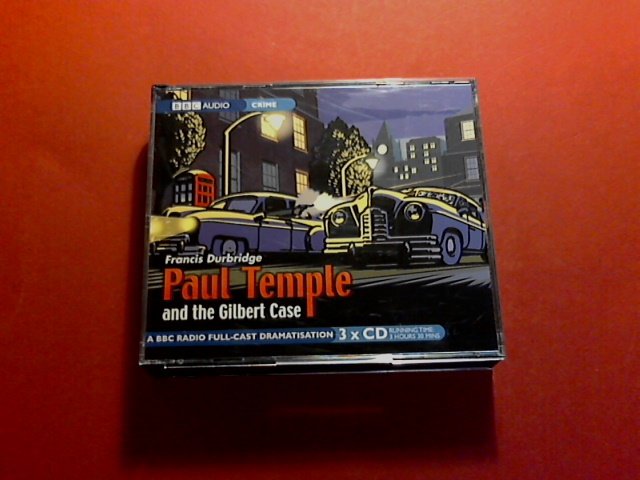 BBC AUDIO CRIME
Francis Durbridge
Paul Temple
and the Gilbert Case
A BBC RADIO FULL-CAST DRAMATISATION 3 x CD RUNNING TIME:
3 HOURS 30 MINS